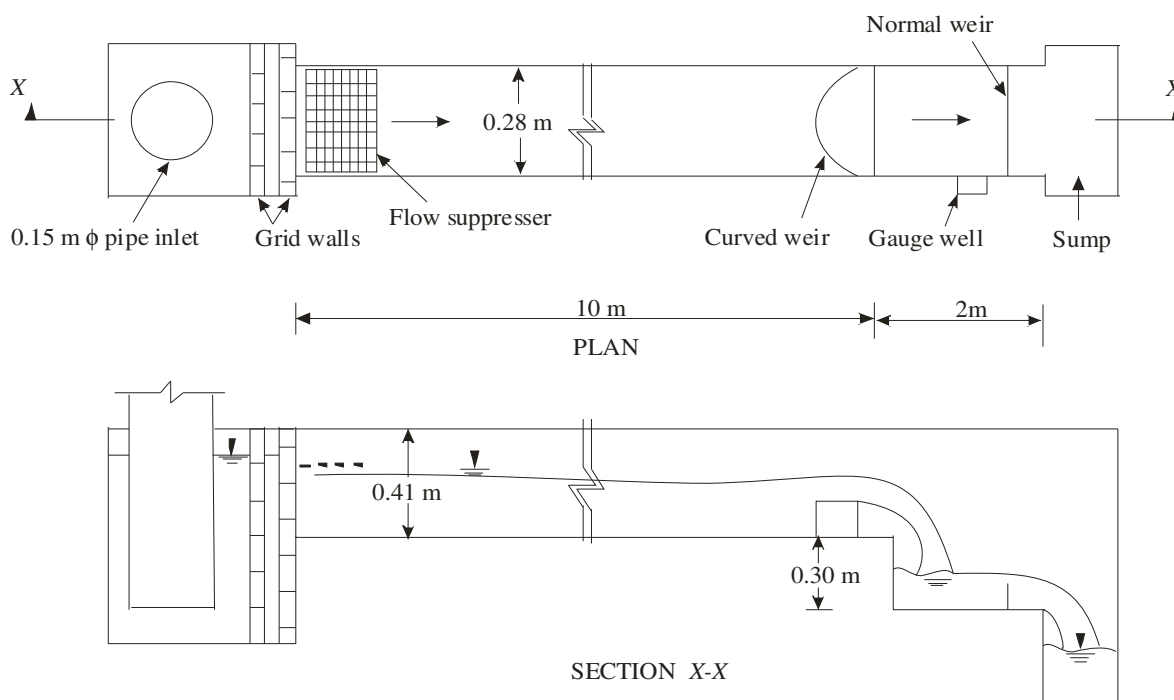 Normal weir
X
X
0.28 m
0.15 m ϕ pipe inlet
Grid walls
Flow suppresser
Curved weir
Gauge well
Sump
10 m
2m
PLAN
0.41 m
0.30 m
SECTION X-X